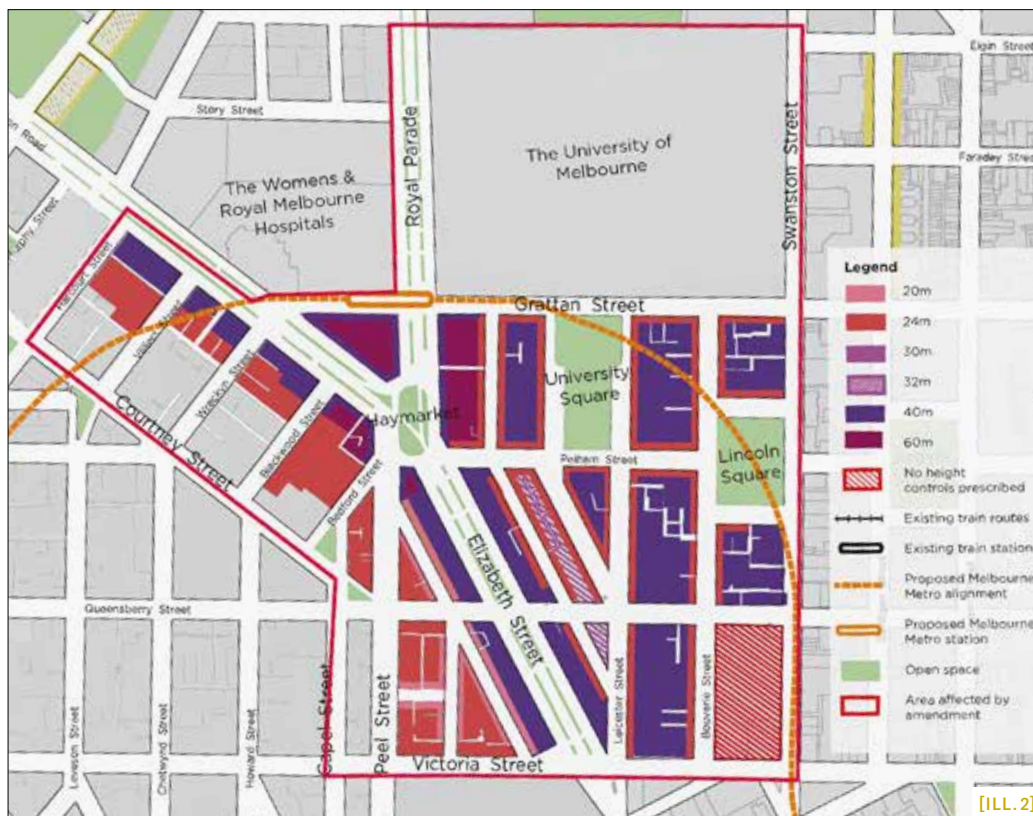 Elgin Street
Story Street
Royal Parade
Swanston Street
The University of
Melbourne
Faraday Street
The Womens &
Royal Melbourne
Hospitals
on Road
Harcourt Street
Villiers Street
Wreckyn Street
Blackwood Street
Bedford Street
Courtney Street
Grattan Street
Haymarket
University
Square
Pelham Street
Lincoln
Square
Elizabeth Street
Queensberry Street
Leicester Street
Bouverie Street
Capel Street
Peel Street
Victoria Street
Leveson Street
Chetwynd Street
Howard Street
Legend
20m
24m
30m
32m
40m
60m
No height
controls prescribed
Existing train routes
Existing train station
Proposed Melbourne
Metro alignment
Proposed Melbourne
Metro station
Open space
Area affected by
amendment
[ILL.2]